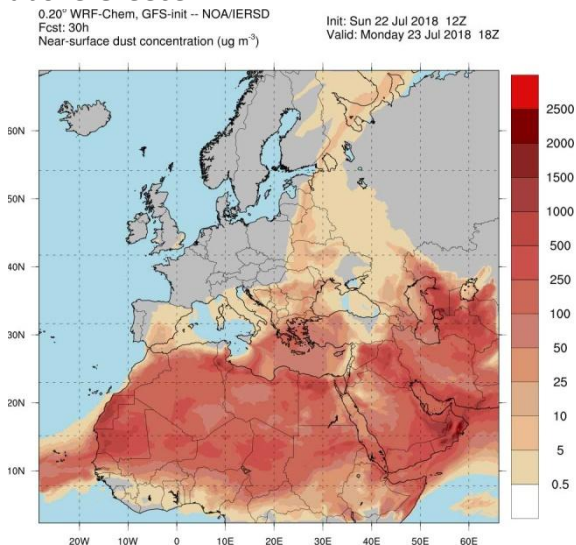 0.20° WRF-Chem, GFS-init -- NOA/IERSD
Fcst: 30h
Near-surface dust concentration (ug m⁻³)
Init: Sun 22 Jul 2018 12Z
Valid: Monday 23 Jul 2018 18Z
60N
50N
40N
30N
20N
10N
20W 10W 0 10E 20E 30E 40E 50E 60E
2500
2000
1500
1000
500
250
100
50
25
10
5
0.5